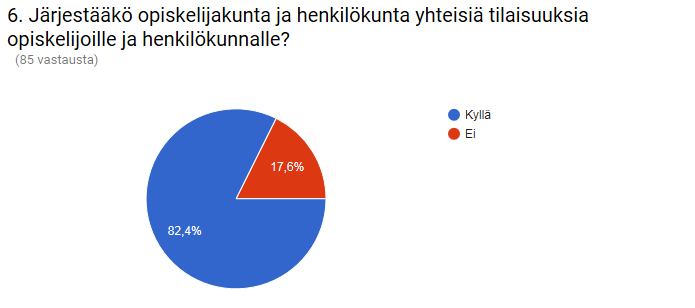 6. Järjestääkö opiskelijakunta ja henkilökunta yhteisiä tilaisuuksia
opiskelijoille ja henkilökunnalle?
(85 vastausta)
Kyllä
Ei
17,6%
82,4%